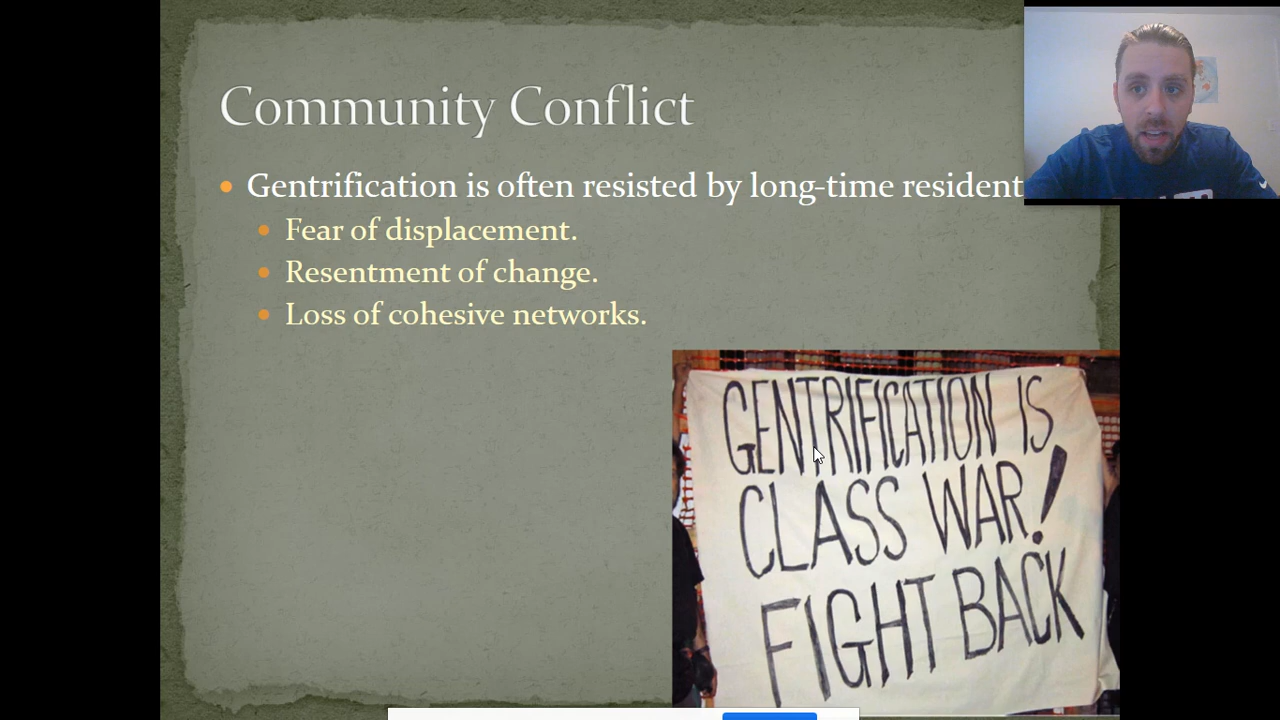 Community Conflict
Gentrification is often resisted by long-time resident
Fear of displacement.
Resentment of change.
Loss of cohesive networks.
GENTRIFICATION IS
CLASS WAR!
FIGHT BACK